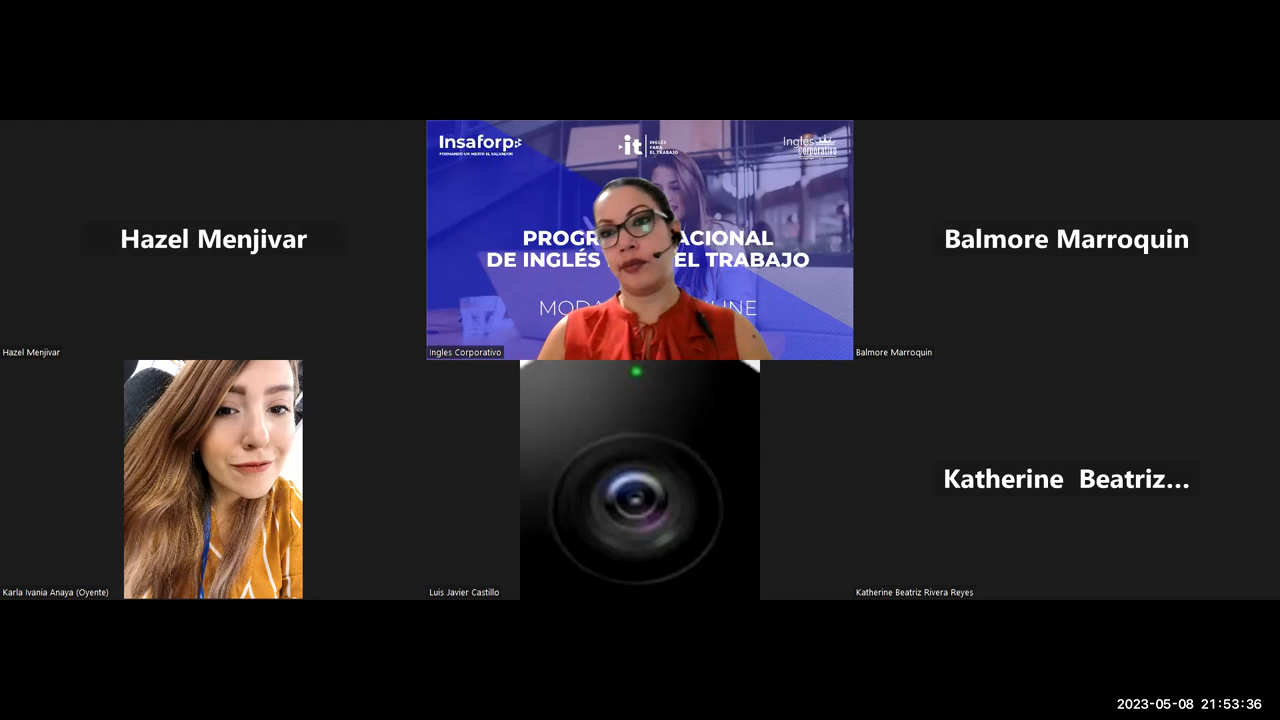 Insaforp
FORMANDO UN MEJOR EL SALVADOR
it
INGLÉS
PARA
EL TRABAJO
Inglés
corporativo
Hazel Menjivar
PROGR ACIONAL
DE INGLÉS EL TRABAJO
MODA LINE
Balmore Marroquin
Hazel Menjivar
Ingles Corporativo
Balmore Marroquin
Katherine Beatriz...
Karla Ivania Anaya (Oyente)
Luis Javier Castillo
Katherine Beatriz Rivera Reyes
2023-05-08 21:53:36